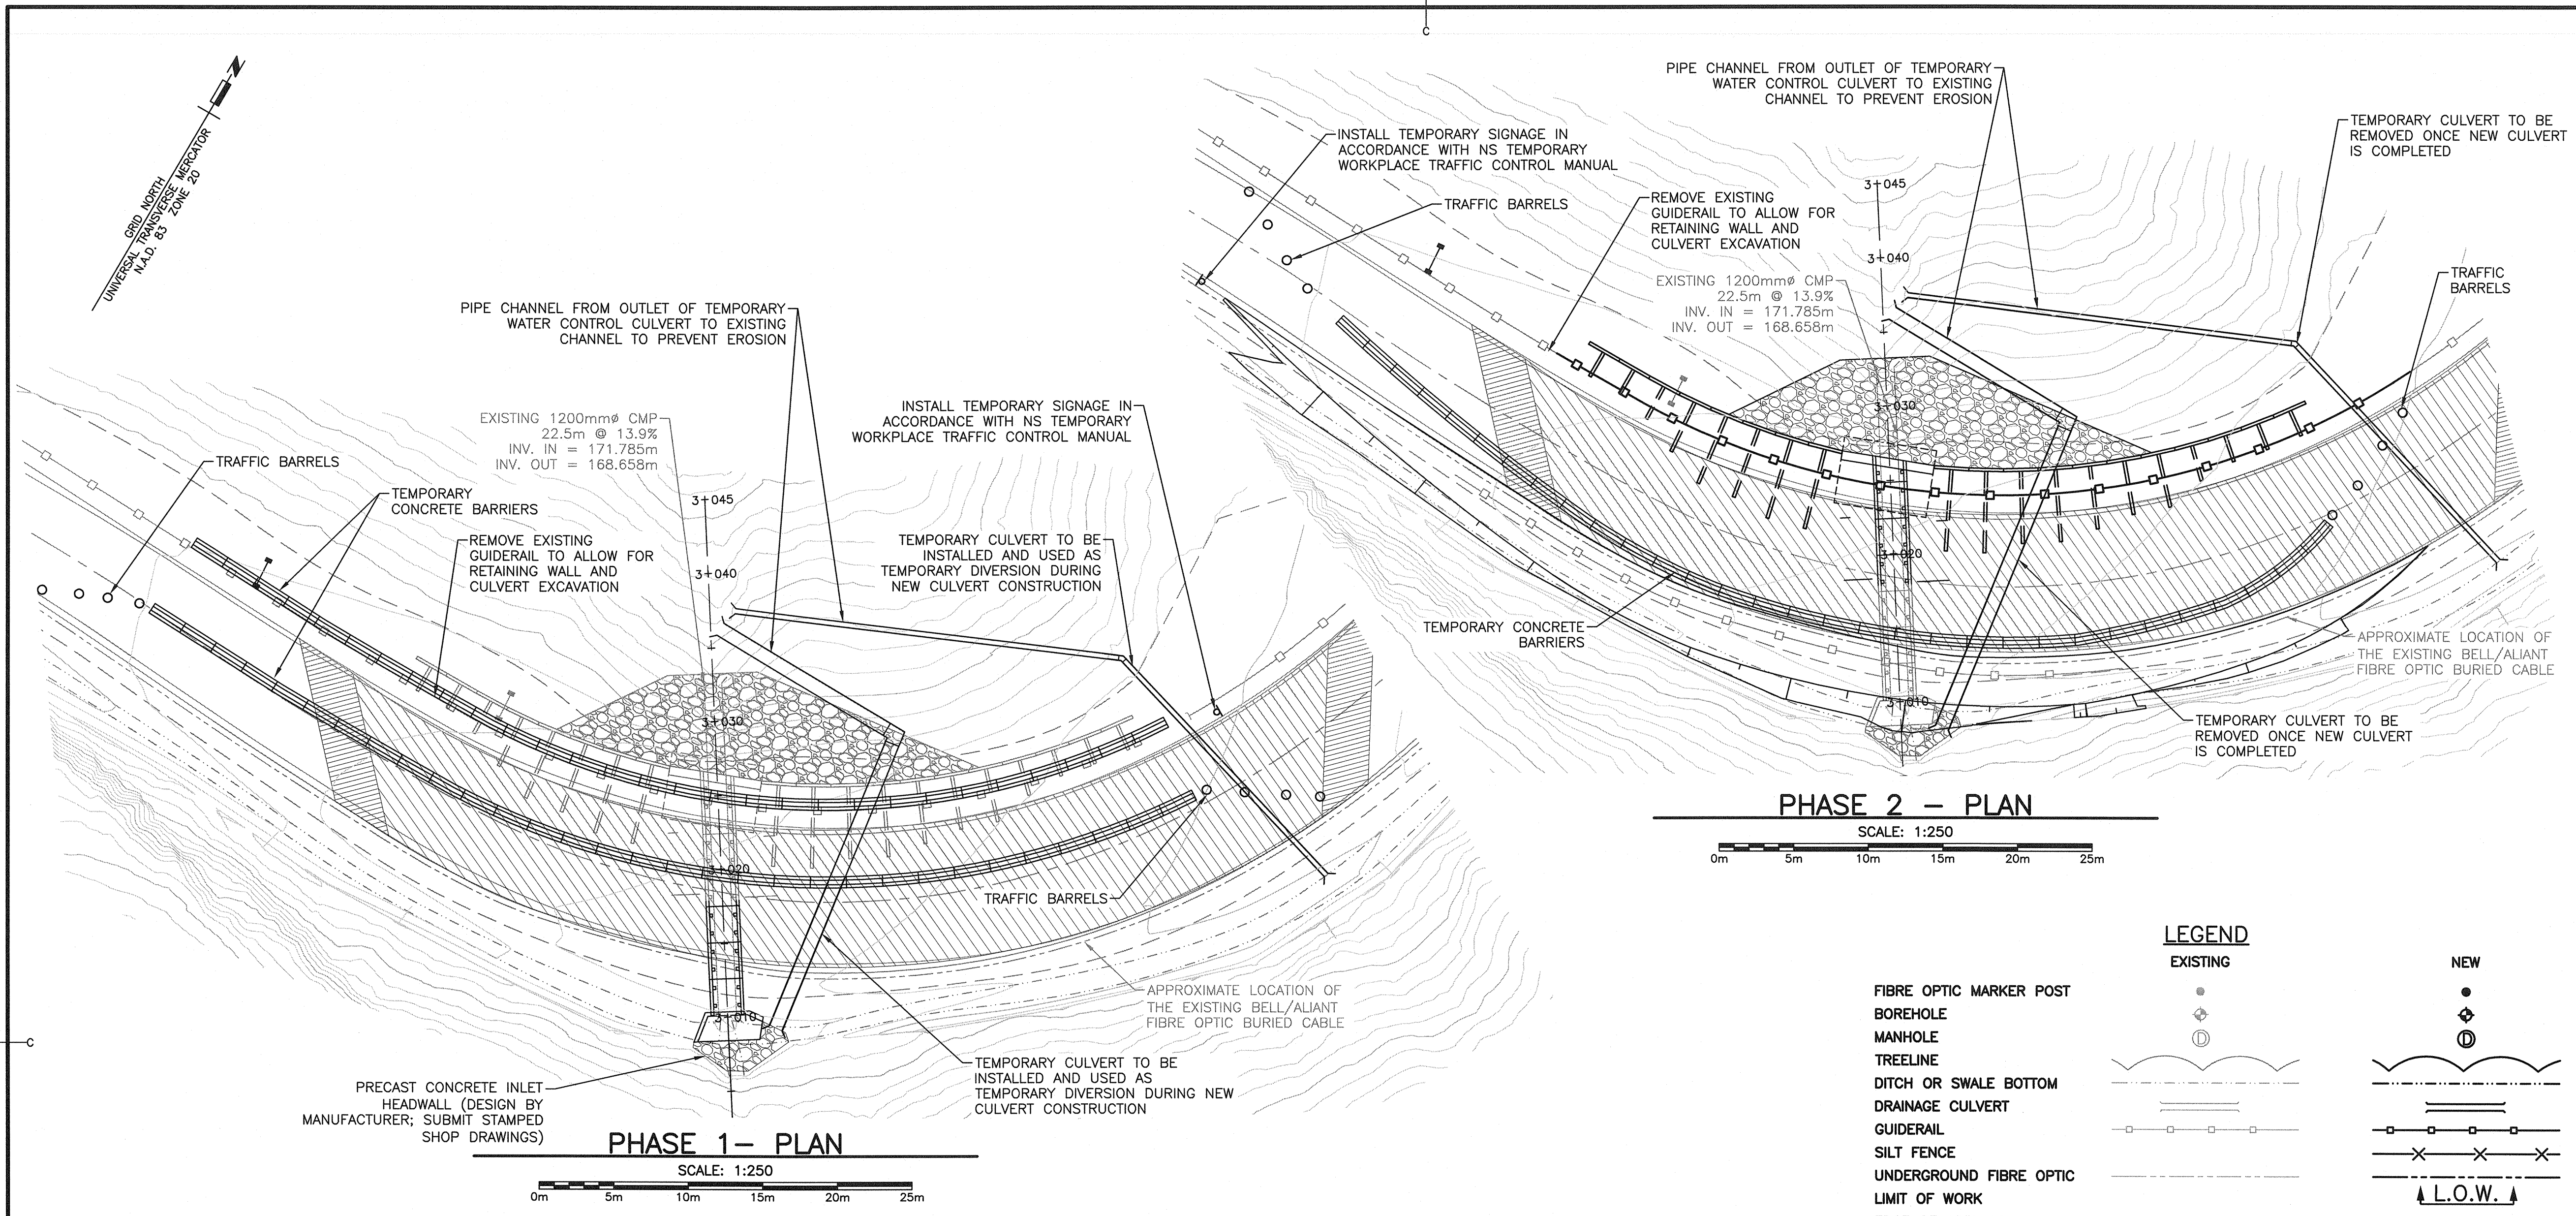 C
GRID NORTH
UNIVERSAL TRANSVERSE MERCATOR
N.A.D. 83 ZONE 20
PIPE CHANNEL FROM OUTLET OF TEMPORARY
WATER CONTROL CULVERT TO EXISTING
CHANNEL TO PREVENT EROSION
EXISTING 1200mmø CMP
22.5m @ 13.9%
INV. IN = 171.785m
INV. OUT = 168.658m
INSTALL TEMPORARY SIGNAGE IN
ACCORDANCE WITH NS TEMPORARY
WORKPLACE TRAFFIC CONTROL MANUAL
TRAFFIC BARRELS
TEMPORARY
CONCRETE BARRIERS
REMOVE EXISTING
GUIDERAIL TO ALLOW FOR
RETAINING WALL AND
CULVERT EXCAVATION
TEMPORARY CULVERT TO BE
INSTALLED AND USED AS
TEMPORARY DIVERSION DURING
NEW CULVERT CONSTRUCTION
3+045
3+040
3+030
3+020
3+010
TRAFFIC BARRELS
APPROXIMATE LOCATION OF
THE EXISTING BELL/ALIANT
FIBRE OPTIC BURIED CABLE
TEMPORARY CULVERT TO BE
INSTALLED AND USED AS
TEMPORARY DIVERSION DURING NEW
CULVERT CONSTRUCTION
PRECAST CONCRETE INLET
HEADWALL (DESIGN BY
MANUFACTURER; SUBMIT STAMPED
SHOP DRAWINGS)
C
PHASE 1- PLAN
SCALE: 1:250
0m 5m 10m 15m 20m 25m
PIPE CHANNEL FROM OUTLET OF TEMPORARY
WATER CONTROL CULVERT TO EXISTING
CHANNEL TO PREVENT EROSION
INSTALL TEMPORARY SIGNAGE IN
ACCORDANCE WITH NS TEMPORARY
WORKPLACE TRAFFIC CONTROL MANUAL
TEMPORARY CULVERT TO BE
REMOVED ONCE NEW CULVERT
IS COMPLETED
TRAFFIC BARRELS
REMOVE EXISTING
GUIDERAIL TO ALLOW FOR
RETAINING WALL AND
CULVERT EXCAVATION
EXISTING 1200mmø CMP
22.5m @ 13.9%
INV. IN = 171.785m
INV. OUT = 168.658m
3+045
3+040
3+030
3+020
3+010
TRAFFIC
BARRELS
TEMPORARY CONCRETE
BARRIERS
APPROXIMATE LOCATION OF
THE EXISTING BELL/ALIANT
FIBRE OPTIC BURIED CABLE
TEMPORARY CULVERT TO BE
REMOVED ONCE NEW CULVERT
IS COMPLETED
PHASE 2 - PLAN
SCALE: 1:250
0m 5m 10m 15m 20m 25m
LEGEND
EXISTING NEW
FIBRE OPTIC MARKER POST
BOREHOLE
MANHOLE D D
TREELINE
DITCH OR SWALE BOTTOM
DRAINAGE CULVERT
GUIDERAIL
SILT FENCE
UNDERGROUND FIBRE OPTIC
LIMIT OF WORK L.O.W.